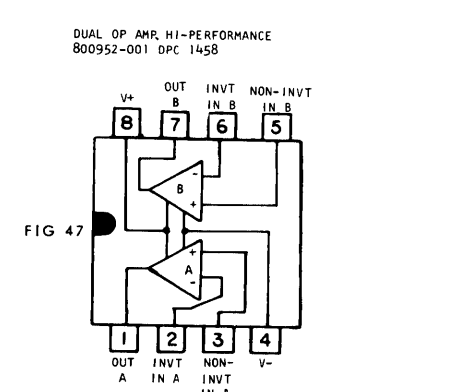 DUAL OP AMP, HI-PERFORMANCE
800952-001 DPC 1458
V+
OUT
B
INVT
IN B
NON-INVT
IN B
8
7
6
5
-
B
+
FIG 47
+
A
-
1
2
3
4
OUT
A
INVT
IN A
NON-
INVT
IN A
V-